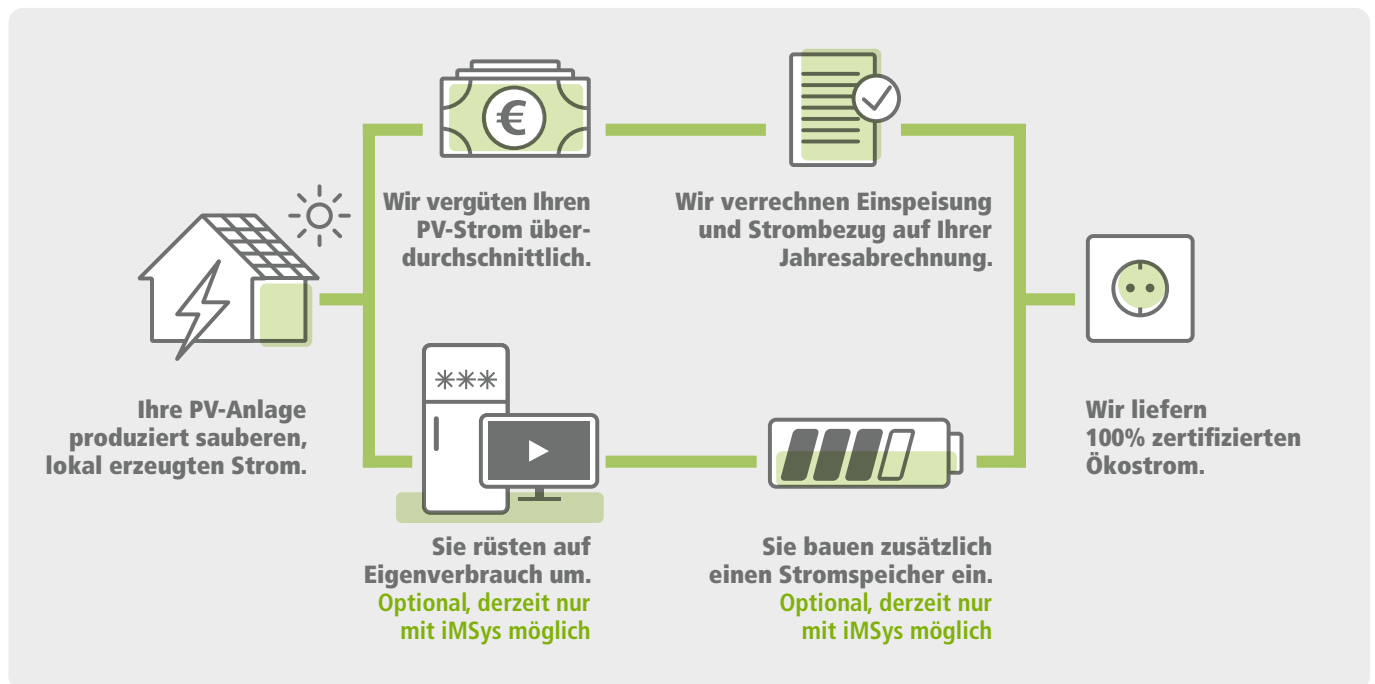 €
Wir vergüten Ihren
PV-Strom über-
durchschnittlich.
Wir verrechnen Einspeisung
und Strombezug auf Ihrer
Jahresabrechnung.
Ihre PV-Anlage
produziert sauberen,
lokal erzeugten Strom.
Wir liefern
100% zertifizierten
Ökostrom.
Sie rüsten auf
Eigenverbrauch um.
Optional, derzeit nur
mit iMSys möglich
Sie bauen zusätzlich
einen Stromspeicher ein.
Optional, derzeit nur
mit iMSys möglich